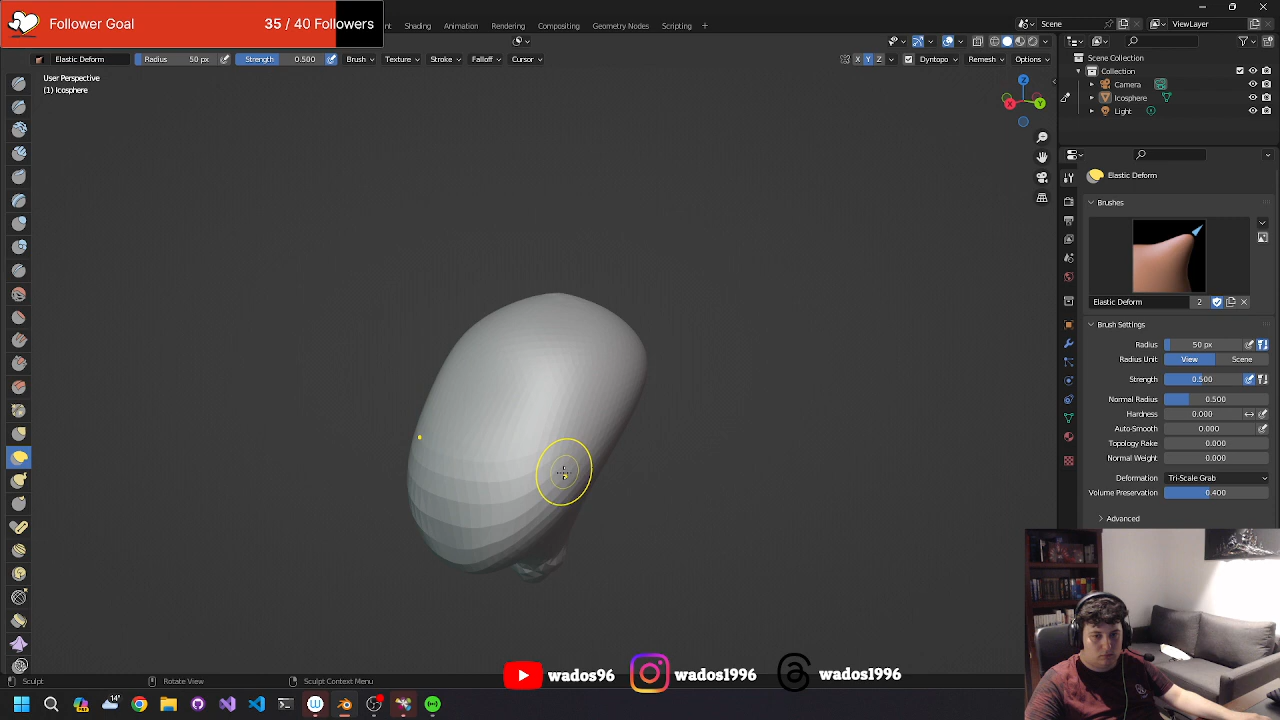 Follower Goal 35 / 40 Followers
Shading Animation Rendering Compositing Geometry Nodes Scripting +
Scene ViewLayer
Elastic Deform Radius 50 px Strength 0.500 Brush Texture Stroke Falloff Cursor
X Y Z Dyntopo Remesh Options
User Perspective
(1) Icosphere
Z
X Y
Scene Collection
Collection
Camera
Icosphere
Light
Elastic Deform
Brushes
Elastic Deform 2
Brush Settings
Radius 50 px
Radius Unit View Scene
Strength 0.500
Normal Radius 0.500
Hardness 0.000
Auto-Smooth 0.000
Topology Rake 0.000
Normal Weight 0.000
Deformation Tri-Scale Grab
Volume Preservation 0.400
Advanced
wados96 wados1996 wados1996
Sculpt Rotate View Sculpt Context Menu
14°